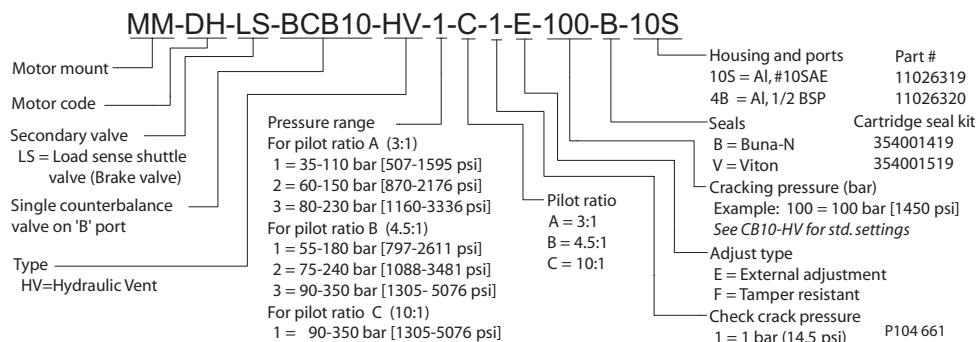 MM-DH-LS-BCB10-HV-1-C-1-E-100-B-10S
Motor mount
Motor code
Secondary valve
LS = Load sense shuttle
valve (Brake valve)
Single counterbalance
valve on 'B' port
Type
HV=Hydraulic Vent
Pressure range
For pilot ratio A (3:1)
1 = 35-110 bar [507-1595 psi]
2 = 60-150 bar [870-2176 psi]
3 = 80-230 bar [1160-3336 psi]
For pilot ratio B (4.5:1)
1 = 55-180 bar [797-2611 psi]
2 = 75-240 bar [1088-3481 psi]
3 = 90-350 bar [1305- 5076 psi]
For pilot ratio C (10:1)
1 = 90-350 bar [1305-5076 psi]
Pilot ratio
A = 3:1
B = 4.5:1
C = 10:1
Housing and ports Part #
10S = Al, #10SAE 11026319
4B = Al, 1/2 BSP 11026320
Seals Cartridge seal kit
B = Buna-N 354001419
V = Viton 354001519
Cracking pressure (bar)
Example: 100 = 100 bar [1450 psi]
See CB10-HV for std. settings
Adjust type
E = External adjustment
F = Tamper resistant
Check crack pressure
1 = 1 bar (14.5 psi)
P104 661